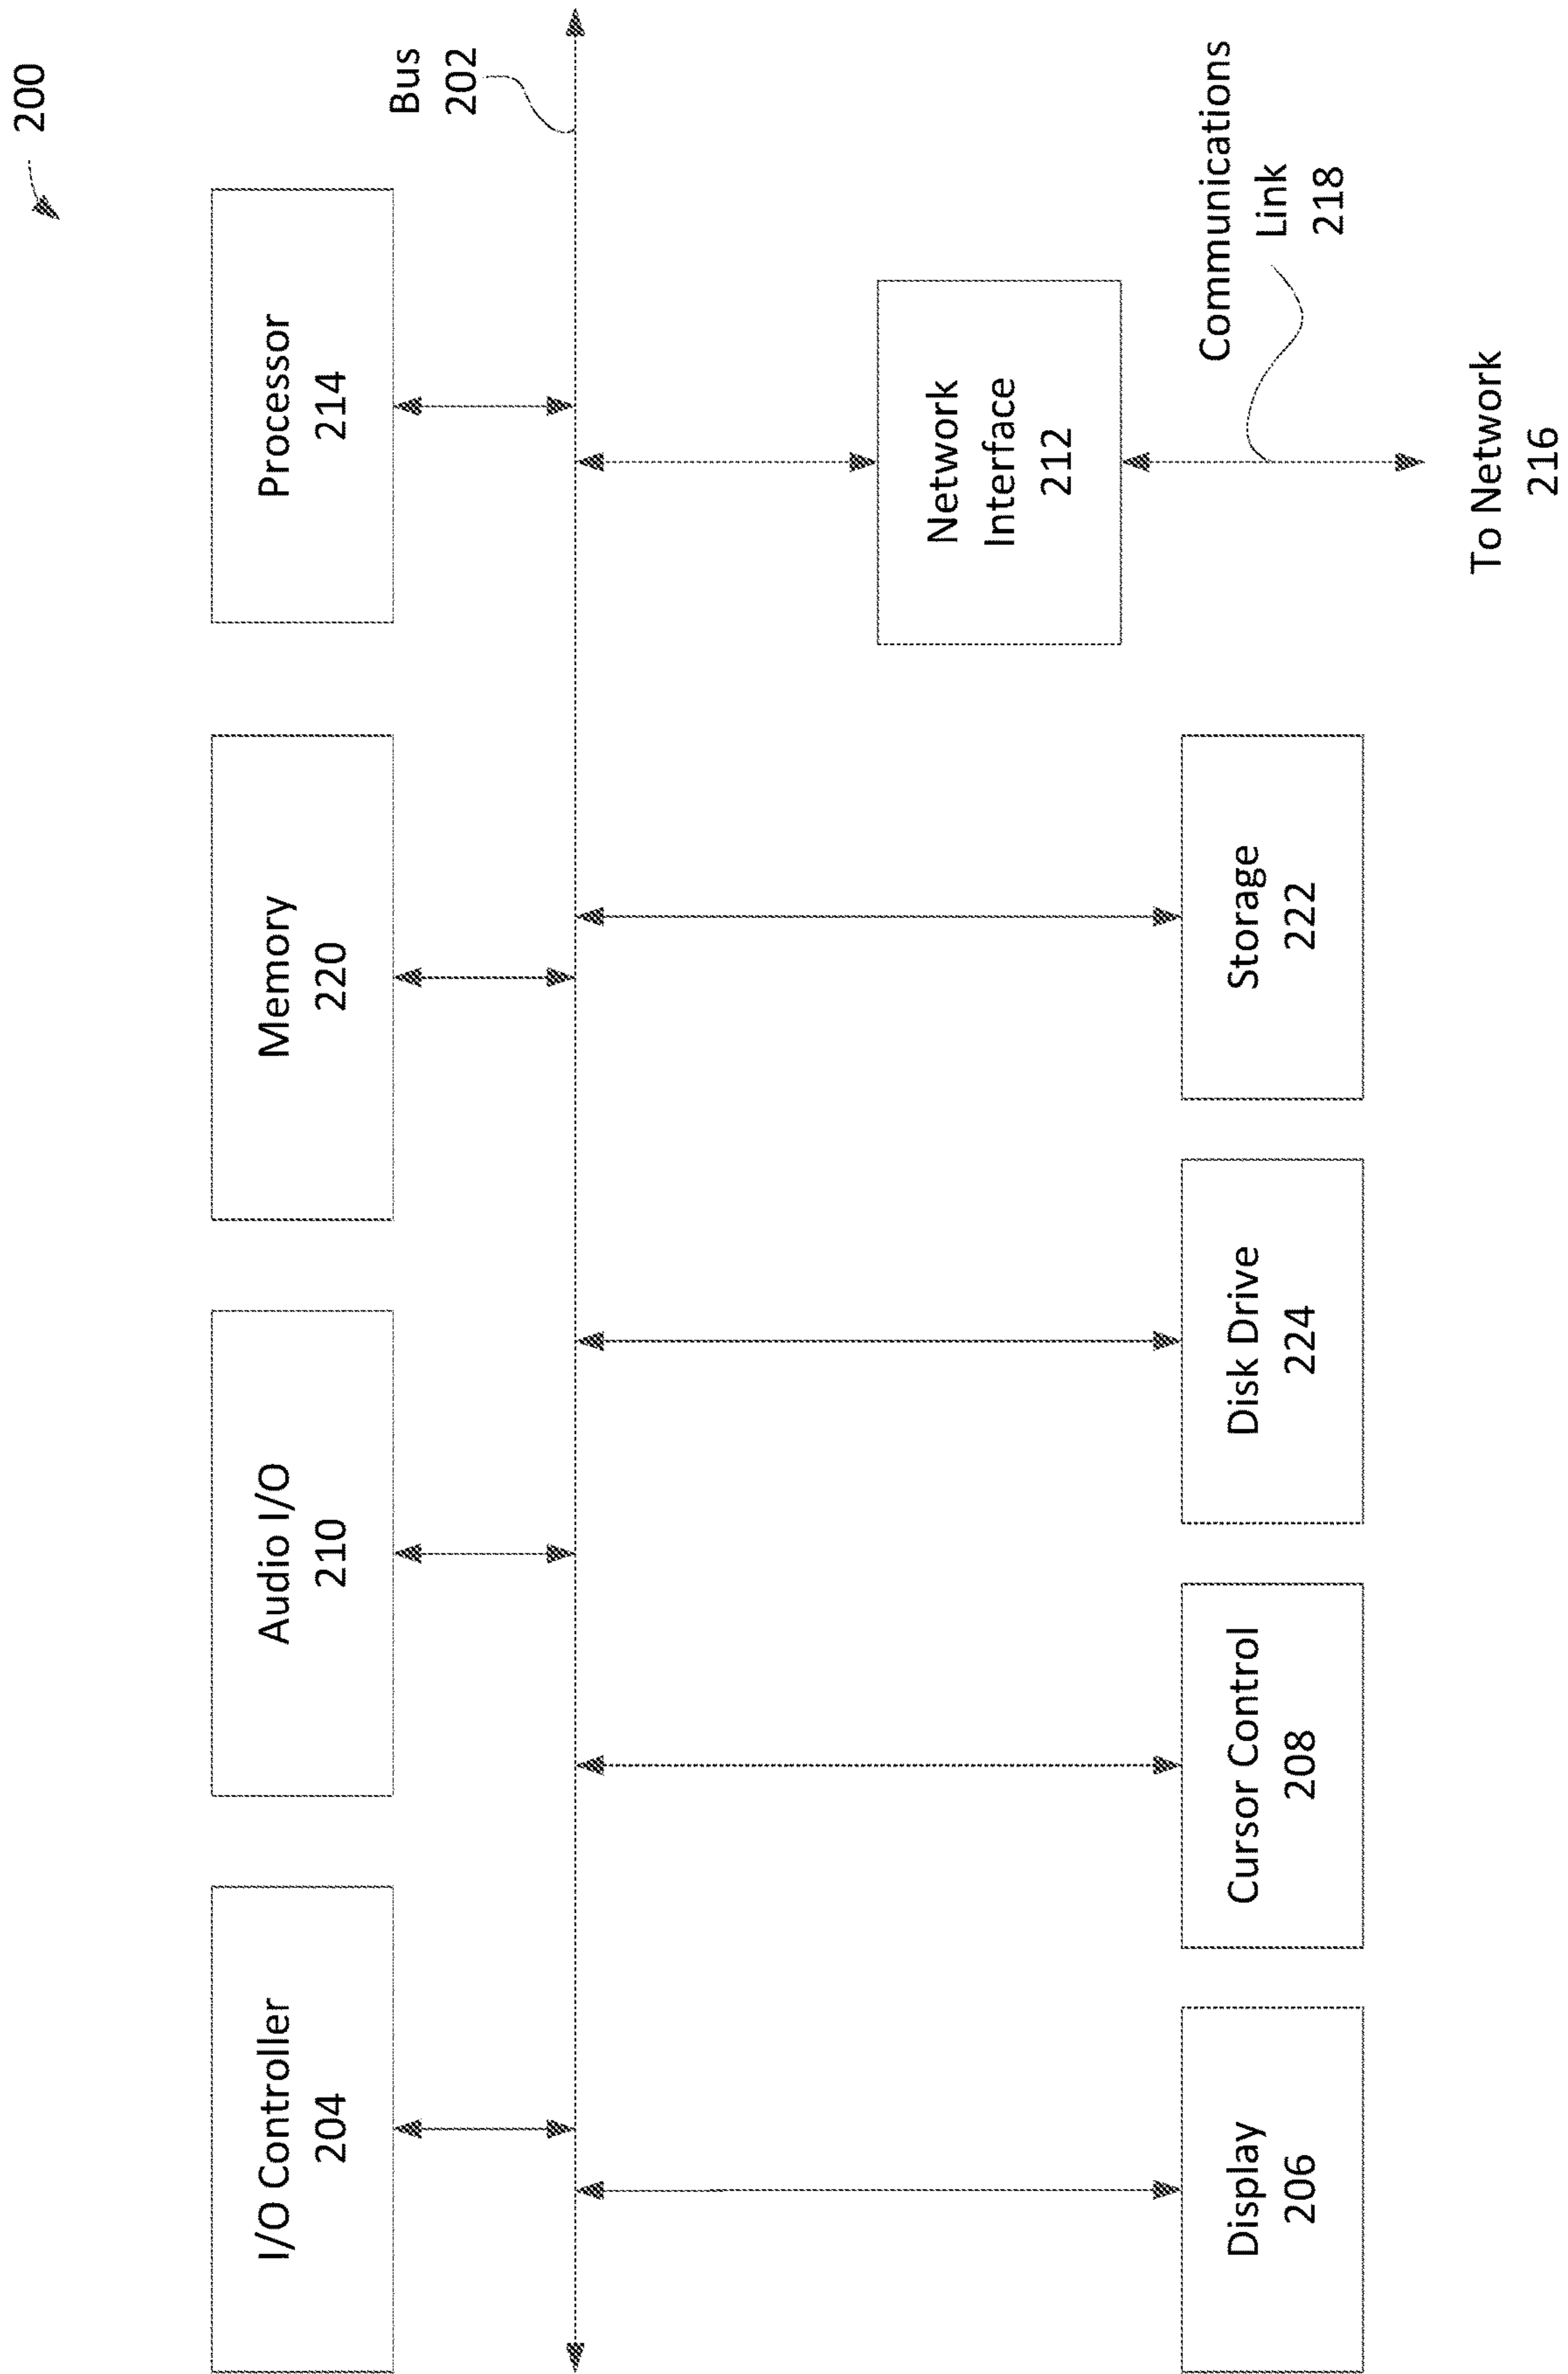 200
I/O Controller
204
Audio I/O
210
Memory
220
Processor
214
Bus
202
Network
Interface
212
Display
206
Cursor Control
208
Disk Drive
224
Storage
222
Communications
Link
218
To Network
216